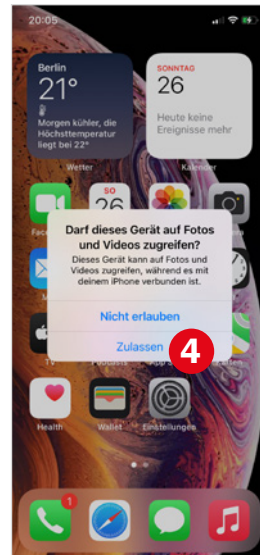 20:05
Berlin
21°
Morgen kühler, die
Höchsttemperatur
liegt bei 22°
Wetter
SONNTAG
26
Heute keine
Ereignisse mehr
Kalender
SO
26
Darf dieses Gerät auf Fotos
und Videos zugreifen?
Dieses Gerät kann auf Fotos und
Videos zugreifen, während es mit
deinem iPhone verbunden ist.
Nicht erlauben
Zulassen
4
TV
Health
Wallet
Einstellungen
1